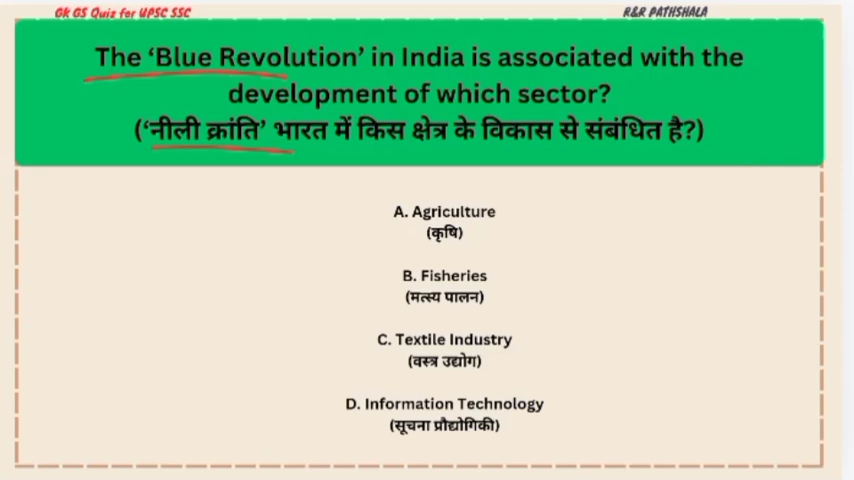 GK GS Quiz for UPSC SSC
R&R PATHSHALA
The ‘Blue Revolution’ in India is associated with the
development of which sector?
(‘नीली क्रांति’ भारत में किस क्षेत्र के विकास से संबंधित है?)
A. Agriculture
(कृषि)
B. Fisheries
(मत्स्य पालन)
C. Textile Industry
(वस्त्र उद्योग)
D. Information Technology
(सूचना प्रौद्योगिकी)